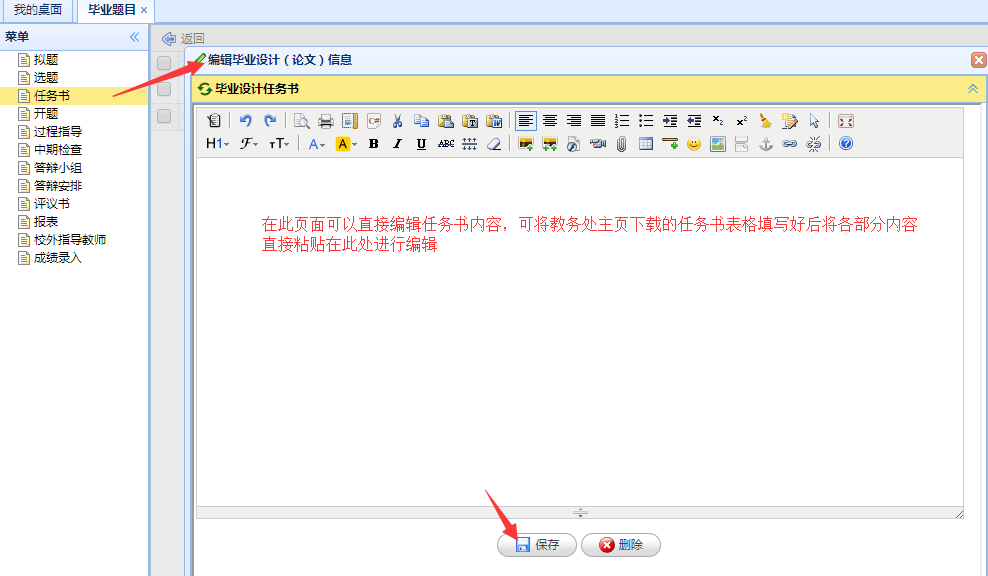 我的桌面
毕业题目 ×
菜单
拟题
选题
任务书
开题
过程指导
中期检查
答辩小组
答辩安排
评议书
报表
校外指导教师
成绩录入
返回
编辑毕业设计（论文）信息
毕业设计任务书
C#
T
W
H1 ℱ тT A A B I U ABC
在此页面可以直接编辑任务书内容，可将教务处主页下载的任务书表格填写好后将各部分内容
直接粘贴在此处进行编辑
保存
删除